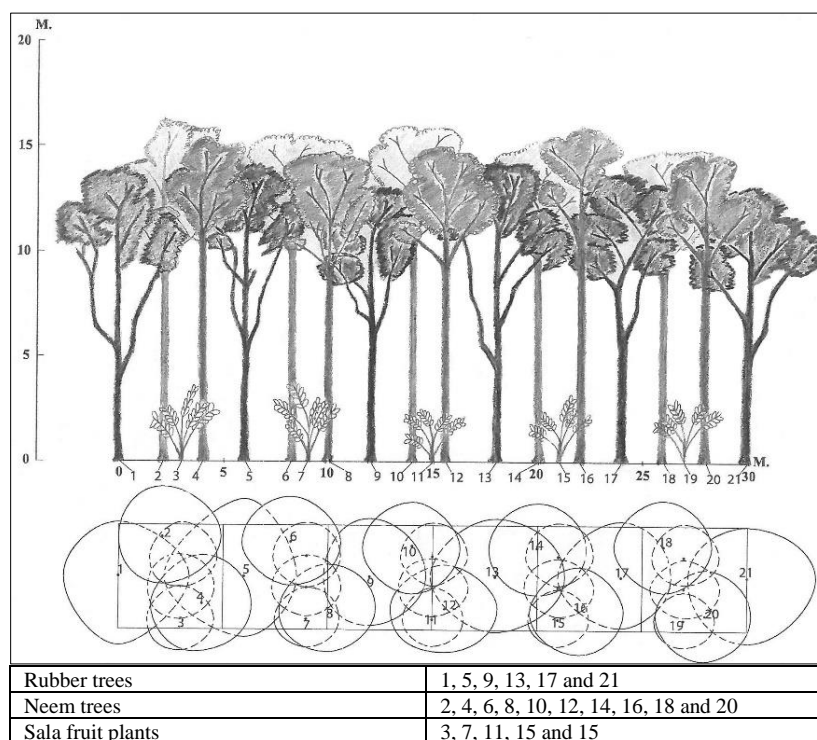 M.
20
15
10
5
0
0 1 2 3 4 5 5 6 7 10 8 9 10 11 15 12 13 14 20 15 16 17 25 18 19 20 21 30 M.
2 6 10 14 18
1 5 9 13 17 21
4 8 12 16 20
3 7 11 15 19
Rubber trees 1, 5, 9, 13, 17 and 21
Neem trees 2, 4, 6, 8, 10, 12, 14, 16, 18 and 20
Sala fruit plants 3, 7, 11, 15 and 15